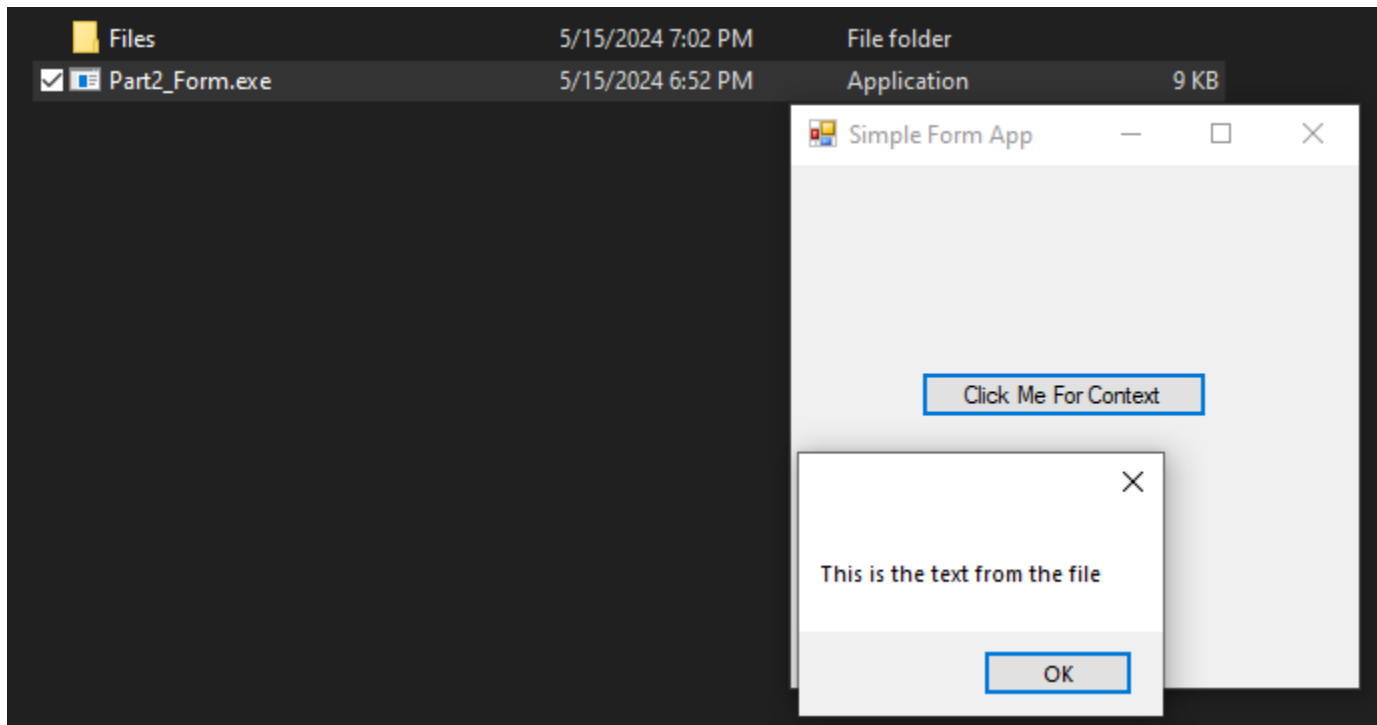 Files 5/15/2024 7:02 PM File folder
Part2_Form.exe 5/15/2024 6:52 PM Application 9 KB
Simple Form App
Click Me For Context
This is the text from the file
OK